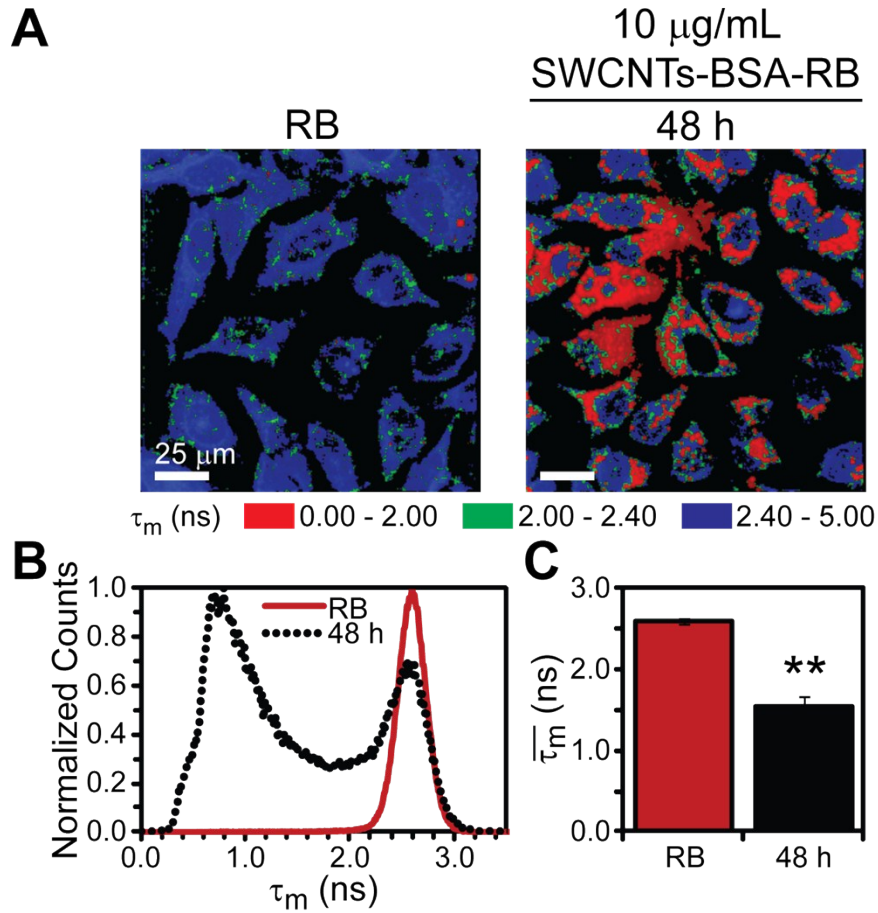 A
10 μg/mL
SWCNTs-BSA-RB
RB
48 h
25 μm
τm (ns) 0.00 - 2.00 2.00 - 2.40 2.40 - 5.00
B
Normalized Counts
1.0
0.8
0.6
0.4
0.2
0.0
RB
48 h
0.0 1.0 2.0 3.0
τm (ns)
C
τm (ns)
3.0
2.0
1.0
0.0
**
RB 48 h